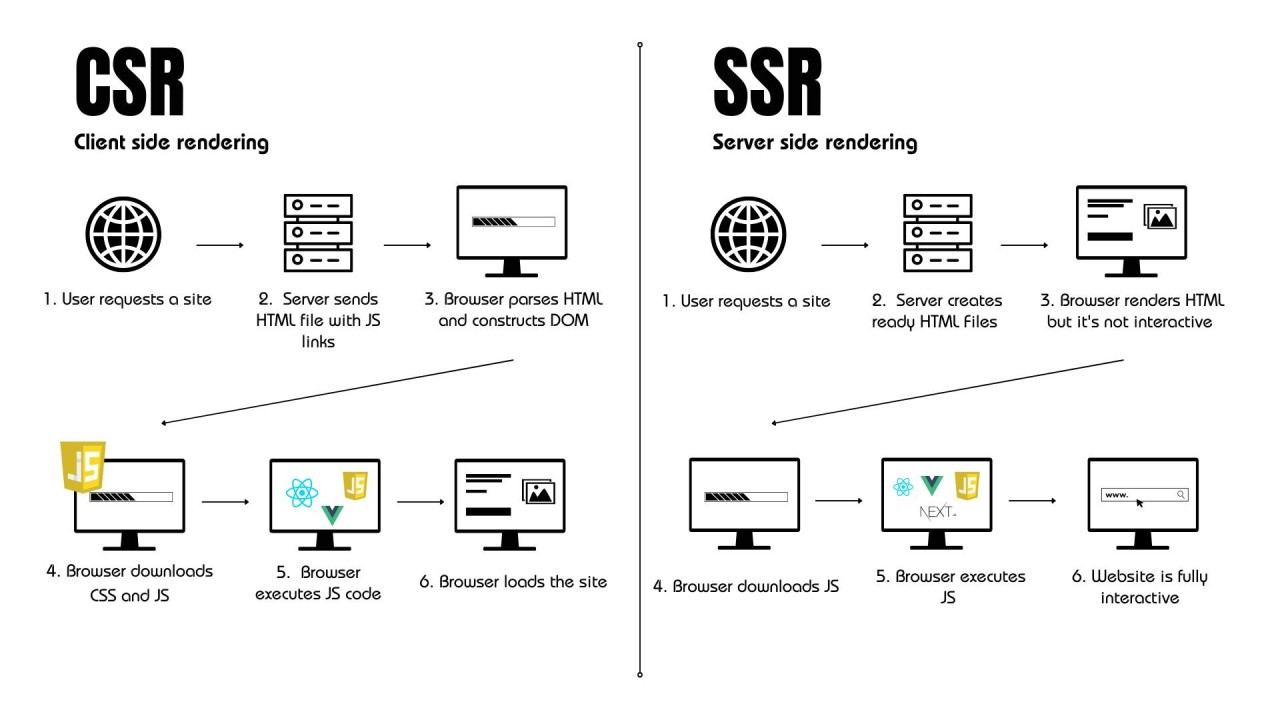 CSR
Client side rendering
1. User requests a site
2. Server sends
HTML file with JS
links
3. Browser parses HTML
and constructs DOM
JS
4. Browser downloads
CSS and JS
JS
5. Browser
executes JS code
6. Browser loads the site
SSR
Server side rendering
1. User requests a site
2. Server creates
ready HTML Files
3. Browser renders HTML
but it's not interactive
4. Browser downloads JS
JS
NEXT.JS
5. Browser executes
JS
www.
6. Website is fully
interactive